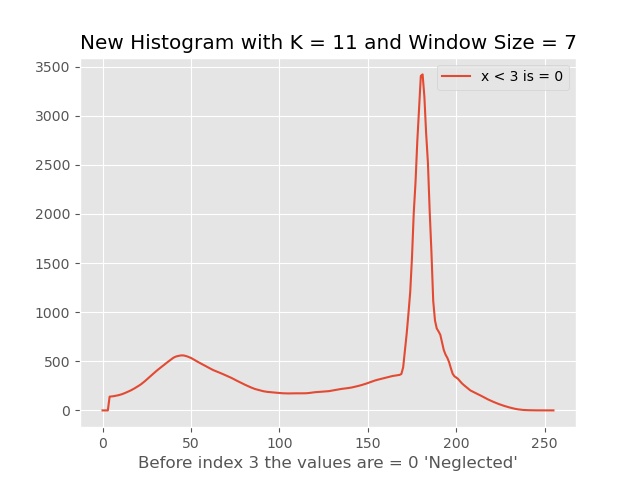 New Histogram with K = 11 and Window Size = 7
x < 3 is = 0
3500
3000
2500
2000
1500
1000
500
0
0 50 100 150 200 250
Before index 3 the values are = 0 'Neglected'